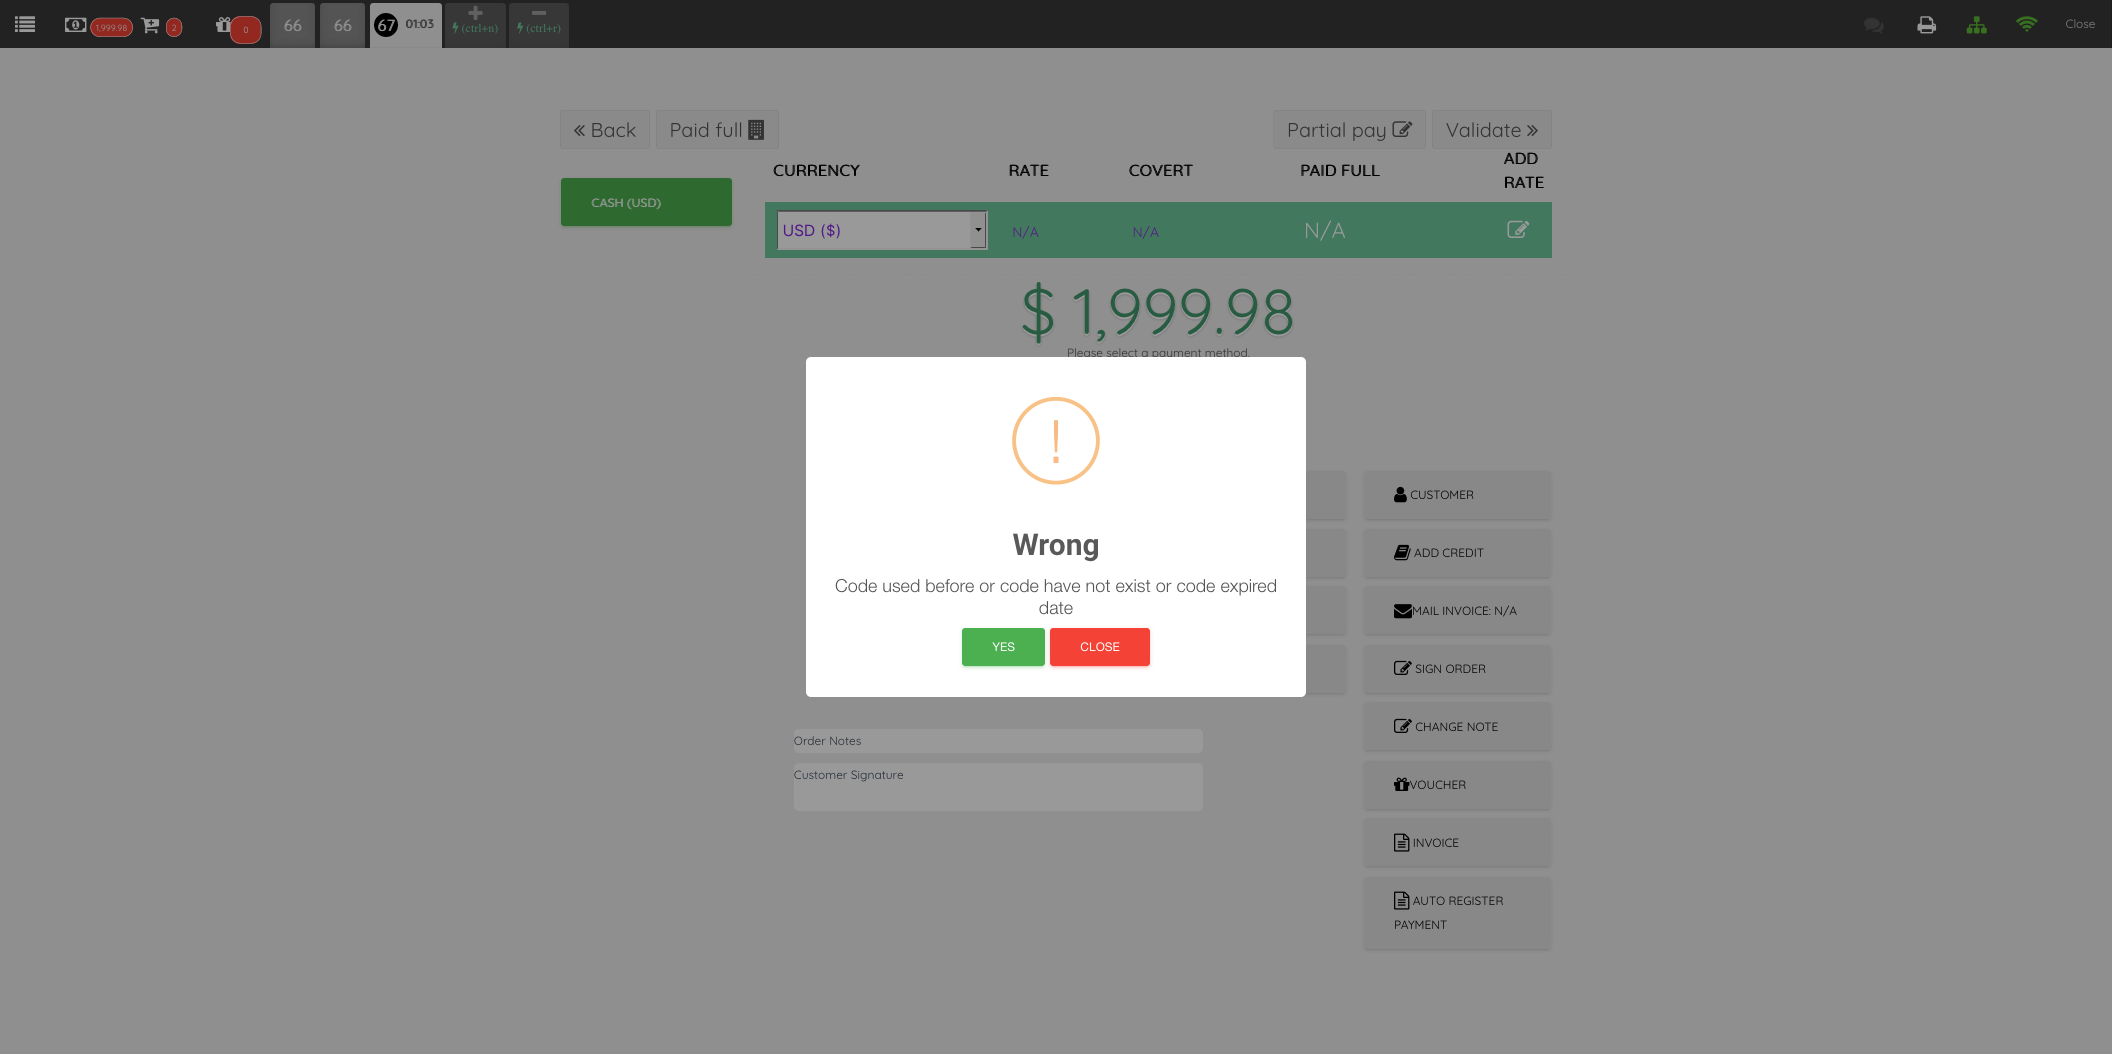 1,999.98
2
0
66
66
67 01:03
(ctrl+n)
(ctrl+r)
Close
Back
Paid full
Partial pay
Validate
CURRENCY RATE COVERT PAID FULL ADD
RATE
CASH (USD)
USD ($) N/A N/A N/A
$ 1,999.98
Please select a payment method.
!
Wrong
Code used before or code have not exist or code expired
date
YES CLOSE
CUSTOMER
ADD CREDIT
MAIL INVOICE: N/A
SIGN ORDER
CHANGE NOTE
VOUCHER
INVOICE
AUTO REGISTER
PAYMENT
Order Notes
Customer Signature